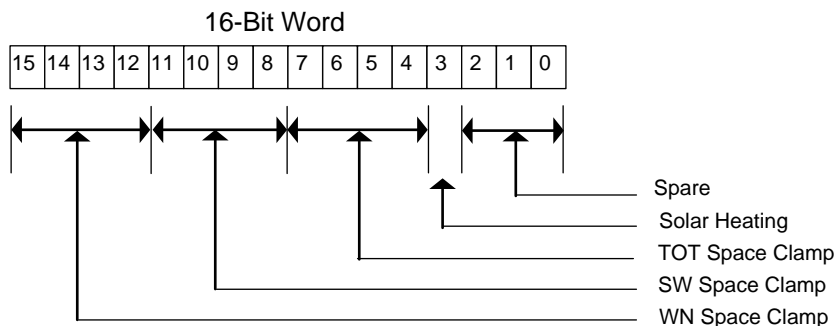 16-Bit Word
15 14 13 12 11 10 9 8 7 6 5 4 3 2 1 0
Spare
Solar Heating
TOT Space Clamp
SW Space Clamp
WN Space Clamp